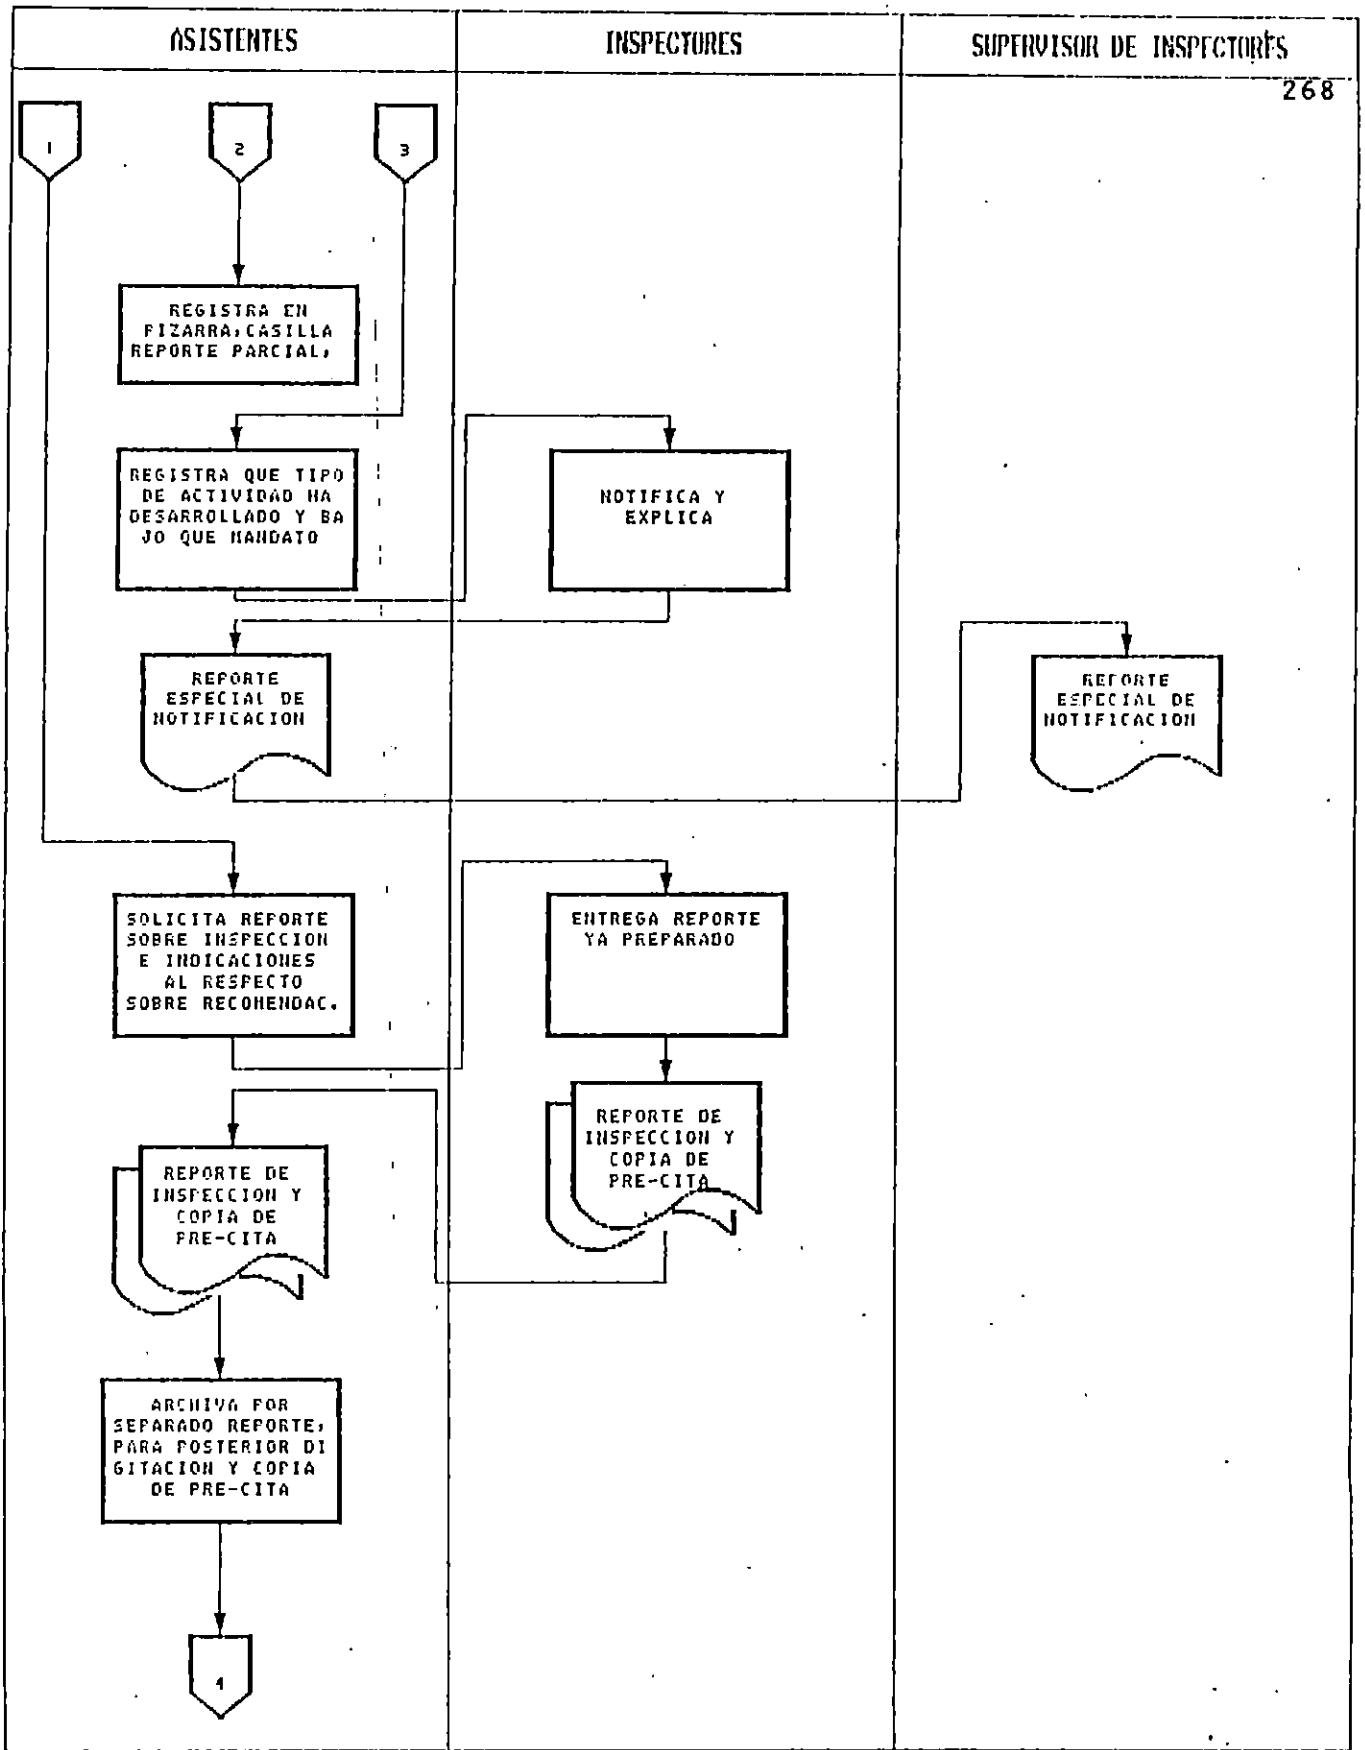 ASISTENTES
INSPECTORES
SUPERVISOR DE INSPECTORES
268
1
2
3
REGISTRA EN
PIZARRA, CASILLA
REPORTE PARCIAL,
REGISTRA QUE TIPO
DE ACTIVIDAD HA
DESARROLLADO Y BA
JO QUE MANDATO
NOTIFICA Y
EXPLICA
REPORTE
ESPECIAL DE
NOTIFICACION
REPORTE
ESPECIAL DE
NOTIFICACION
SOLICITA REPORTE
SOBRE INSPECCION
E INDICACIONES
AL RESPECTO
SOBRE RECOMENDAC.
ENTREGA REPORTE
YA PREPARADO
REPORTE DE
INSPECCION Y
COPIA DE
PRE-CITA
REPORTE DE
INSPECCION Y
COPIA DE
PRE-CITA
ARCHIVA POR
SEPARADO REPORTE,
PARA POSTERIOR DI
GITACION Y COPIA
DE PRE-CITA
4